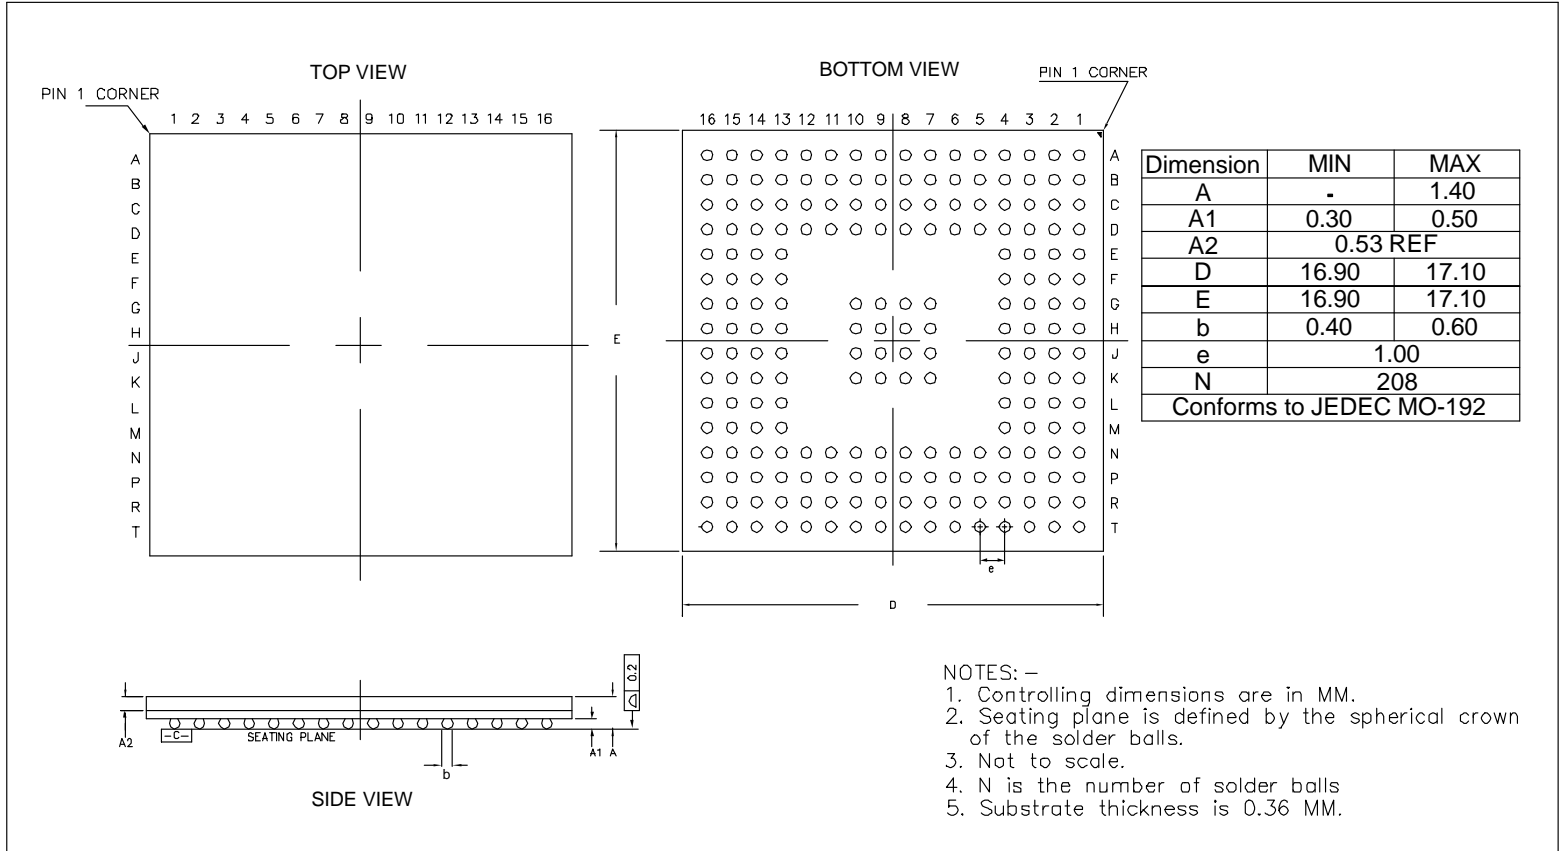 TOP VIEW
PIN 1 CORNER
1 2 3 4 5 6 7 8 9 10 11 12 13 14 15 16
A
B
C
D
E
F
G
H
J
K
L
M
N
P
R
T
BOTTOM VIEW
PIN 1 CORNER
16 15 14 13 12 11 10 9 8 7 6 5 4 3 2 1
A
B
C
D
E
F
G
H
J
K
L
M
N
P
R
T
E
e
D
Dimension MIN MAX
A - 1.40
A1 0.30 0.50
A2 0.53 REF
D 16.90 17.10
E 16.90 17.10
b 0.40 0.60
e 1.00
N 208
Conforms to JEDEC MO-192
0.2
A2
-C-
SEATING PLANE
b
A1
A
SIDE VIEW
NOTES: –
1. Controlling dimensions are in MM.
2. Seating plane is defined by the spherical crown
of the solder balls.
3. Not to scale.
4. N is the number of solder balls
5. Substrate thickness is 0.36 MM.